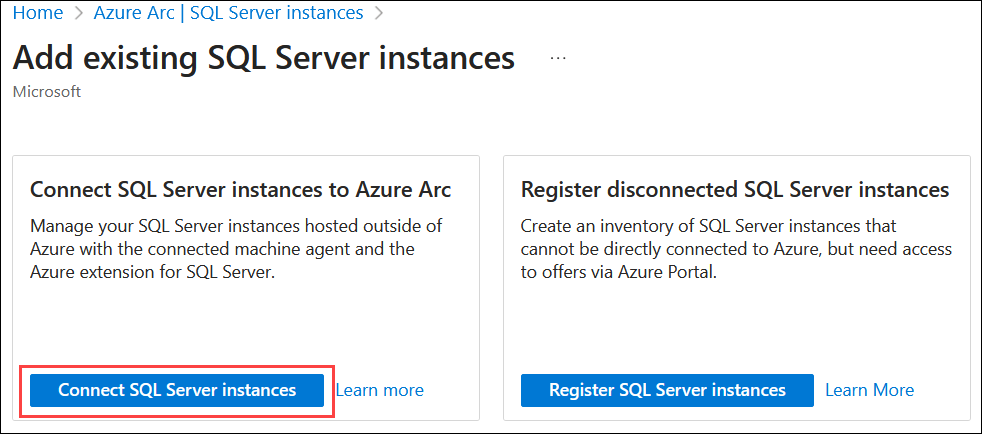 Home > Azure Arc | SQL Server instances >
Add existing SQL Server instances ...
Microsoft
Connect SQL Server instances to Azure Arc
Manage your SQL Server instances hosted outside of
Azure with the connected machine agent and the
Azure extension for SQL Server.
Connect SQL Server instances Learn more
Register disconnected SQL Server instances
Create an inventory of SQL Server instances that
cannot be directly connected to Azure, but need access
to offers via Azure Portal.
Register SQL Server instances Learn More